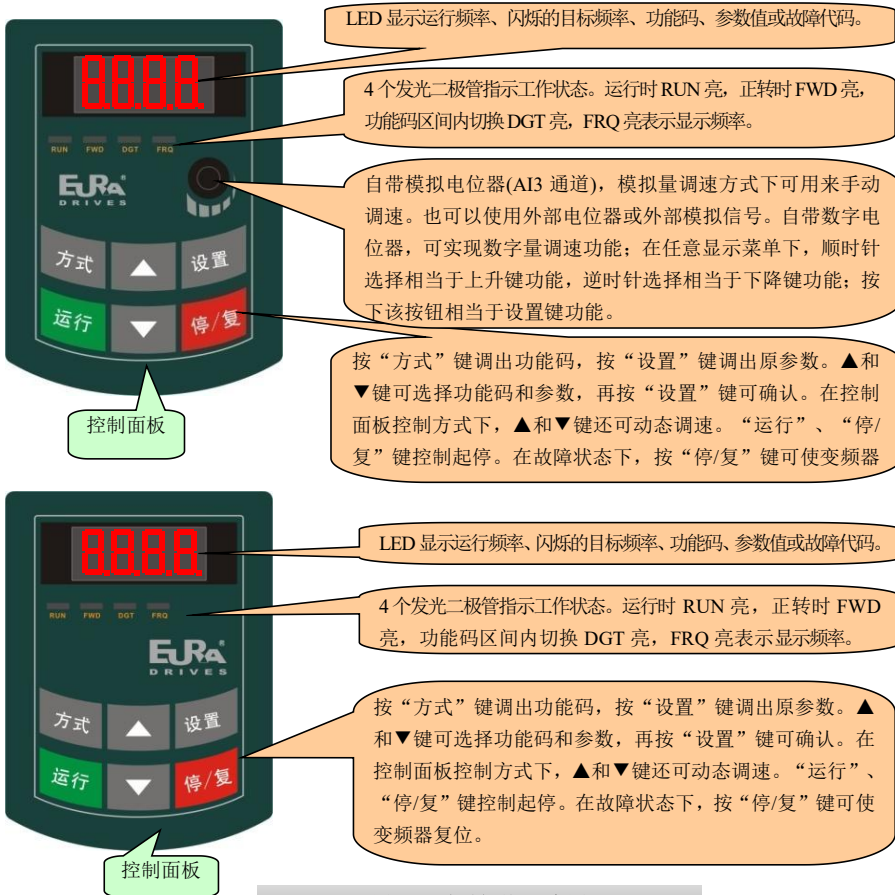 LED 显示运行频率、闪烁的目标频率、功能码、参数值或故障代码。
8.8.8.8.
4 个发光二极管指示工作状态。运行时 RUN 亮，正转时 FWD 亮，
功能码区间内切换 DGT 亮，FRQ 亮表示显示频率。
RUN FWD DGT FRQ
EURA®
DRIVES
自带模拟电位器(AI3 通道)，模拟量调速方式下可用来手动
调速。也可以使用外部电位器或外部模拟信号。自带数字电
位器，可实现数字量调速功能；在任意显示菜单下，顺时针
选择相当于上升键功能，逆时针选择相当于下降键功能；按
下该按钮相当于设置键功能。
方式 ▲ 设置
运行 ▼ 停/复
按“方式”键调出功能码，按“设置”键调出原参数。▲和
▼键可选择功能码和参数，再按“设置”键可确认。在控制
面板控制方式下，▲和▼键还可动态调速。“运行”、“停/
复”键控制起停。在故障状态下，按“停/复”键可使变频器
控制面板
LED 显示运行频率、闪烁的目标频率、功能码、参数值或故障代码。
8.8.8.8.
4 个发光二极管指示工作状态。运行时 RUN 亮，正转时 FWD
亮，功能码区间内切换 DGT 亮，FRQ 亮表示显示频率。
RUN FWD DGT FRQ
EURA®
DRIVES
方式 ▲ 设置
运行 ▼ 停/复
按“方式”键调出功能码，按“设置”键调出原参数。▲
和▼键可选择功能码和参数，再按“设置”键可确认。在
控制面板控制方式下，▲和▼键还可动态调速。“运行”、
“停/复”键控制起停。在故障状态下，按“停/复”键可使
变频器复位。
控制面板